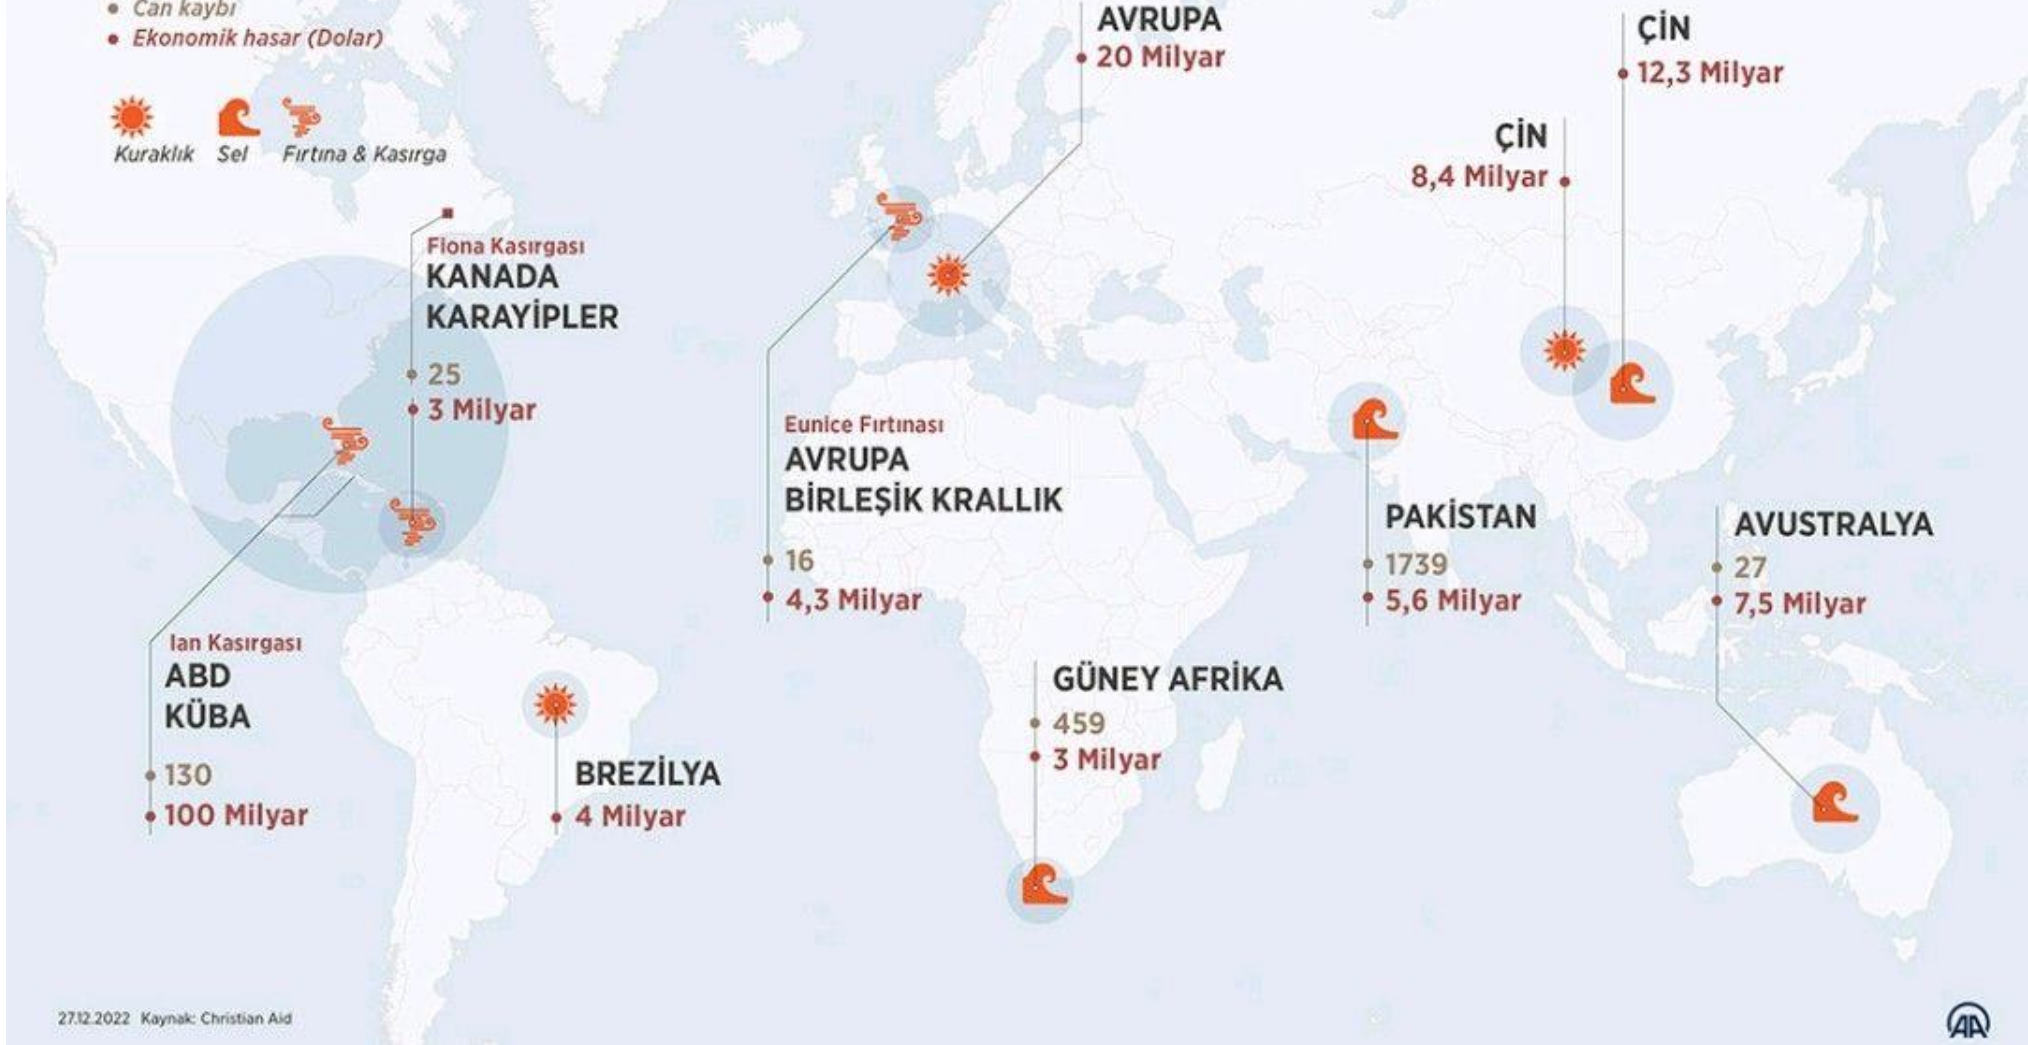 Can kaybı
Ekonomik hasar (Dolar)
Kuraklık Sel Fırtına & Kasırga
AVRUPA
20 Milyar
ÇİN
12,3 Milyar
ÇİN
8,4 Milyar
Fiona Kasırgası
KANADA
KARAYİPLER
25
3 Milyar
Eunice Fırtınası
AVRUPA
BİRLEŞİK KRALLIK
16
4,3 Milyar
PAKİSTAN
1739
5,6 Milyar
AVUSTRALYA
27
7,5 Milyar
Ian Kasırgası
ABD
KÜBA
130
100 Milyar
BREZİLYA
4 Milyar
GÜNEY AFRİKA
459
3 Milyar
27.12.2022 Kaynak: Christian Aid
AA